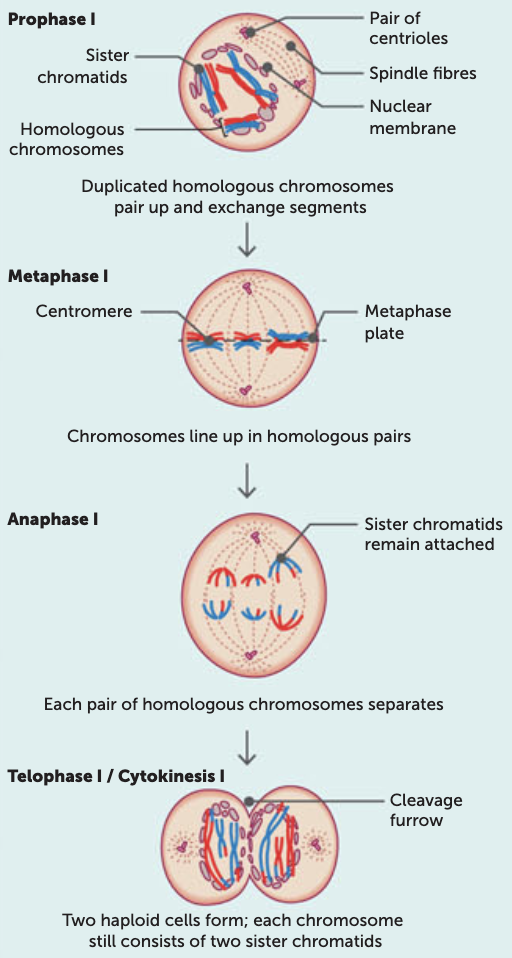 Prophase I
Pair of
centrioles
Sister
chromatids
Spindle fibres
Nuclear
membrane
Homologous
chromosomes
Duplicated homologous chromosomes
pair up and exchange segments
Metaphase I
Centromere
Metaphase
plate
Chromosomes line up in homologous pairs
Anaphase I
Sister chromatids
remain attached
Each pair of homologous chromosomes separates
Telophase I / Cytokinesis I
Cleavage
furrow
Two haploid cells form; each chromosome
still consists of two sister chromatids